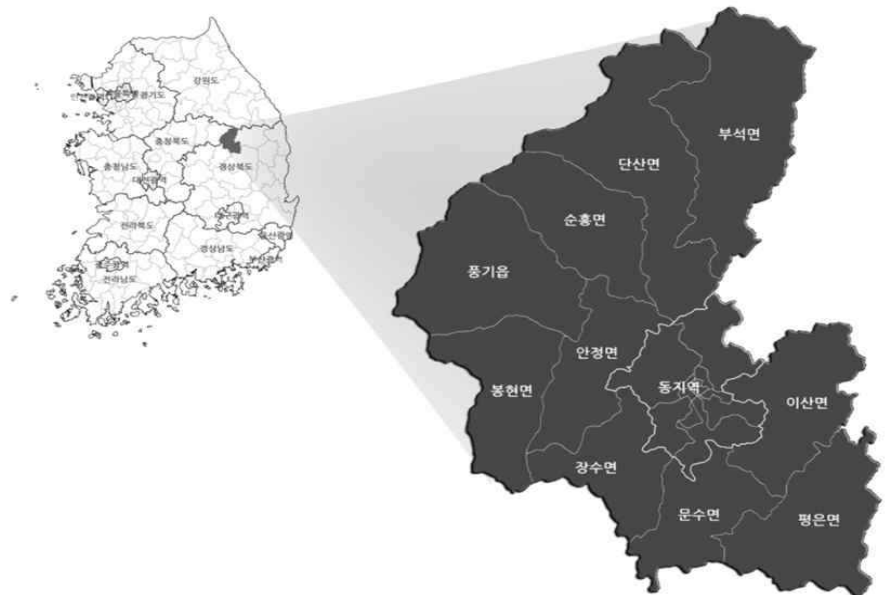 강원도
경기도
충청북도
충청남도
경상북도
전라북도
경상남도
전라남도
부석면
단산면
순흥면
풍기읍
안정면
동지역
봉현면
이산면
장수면
문수면
평은면